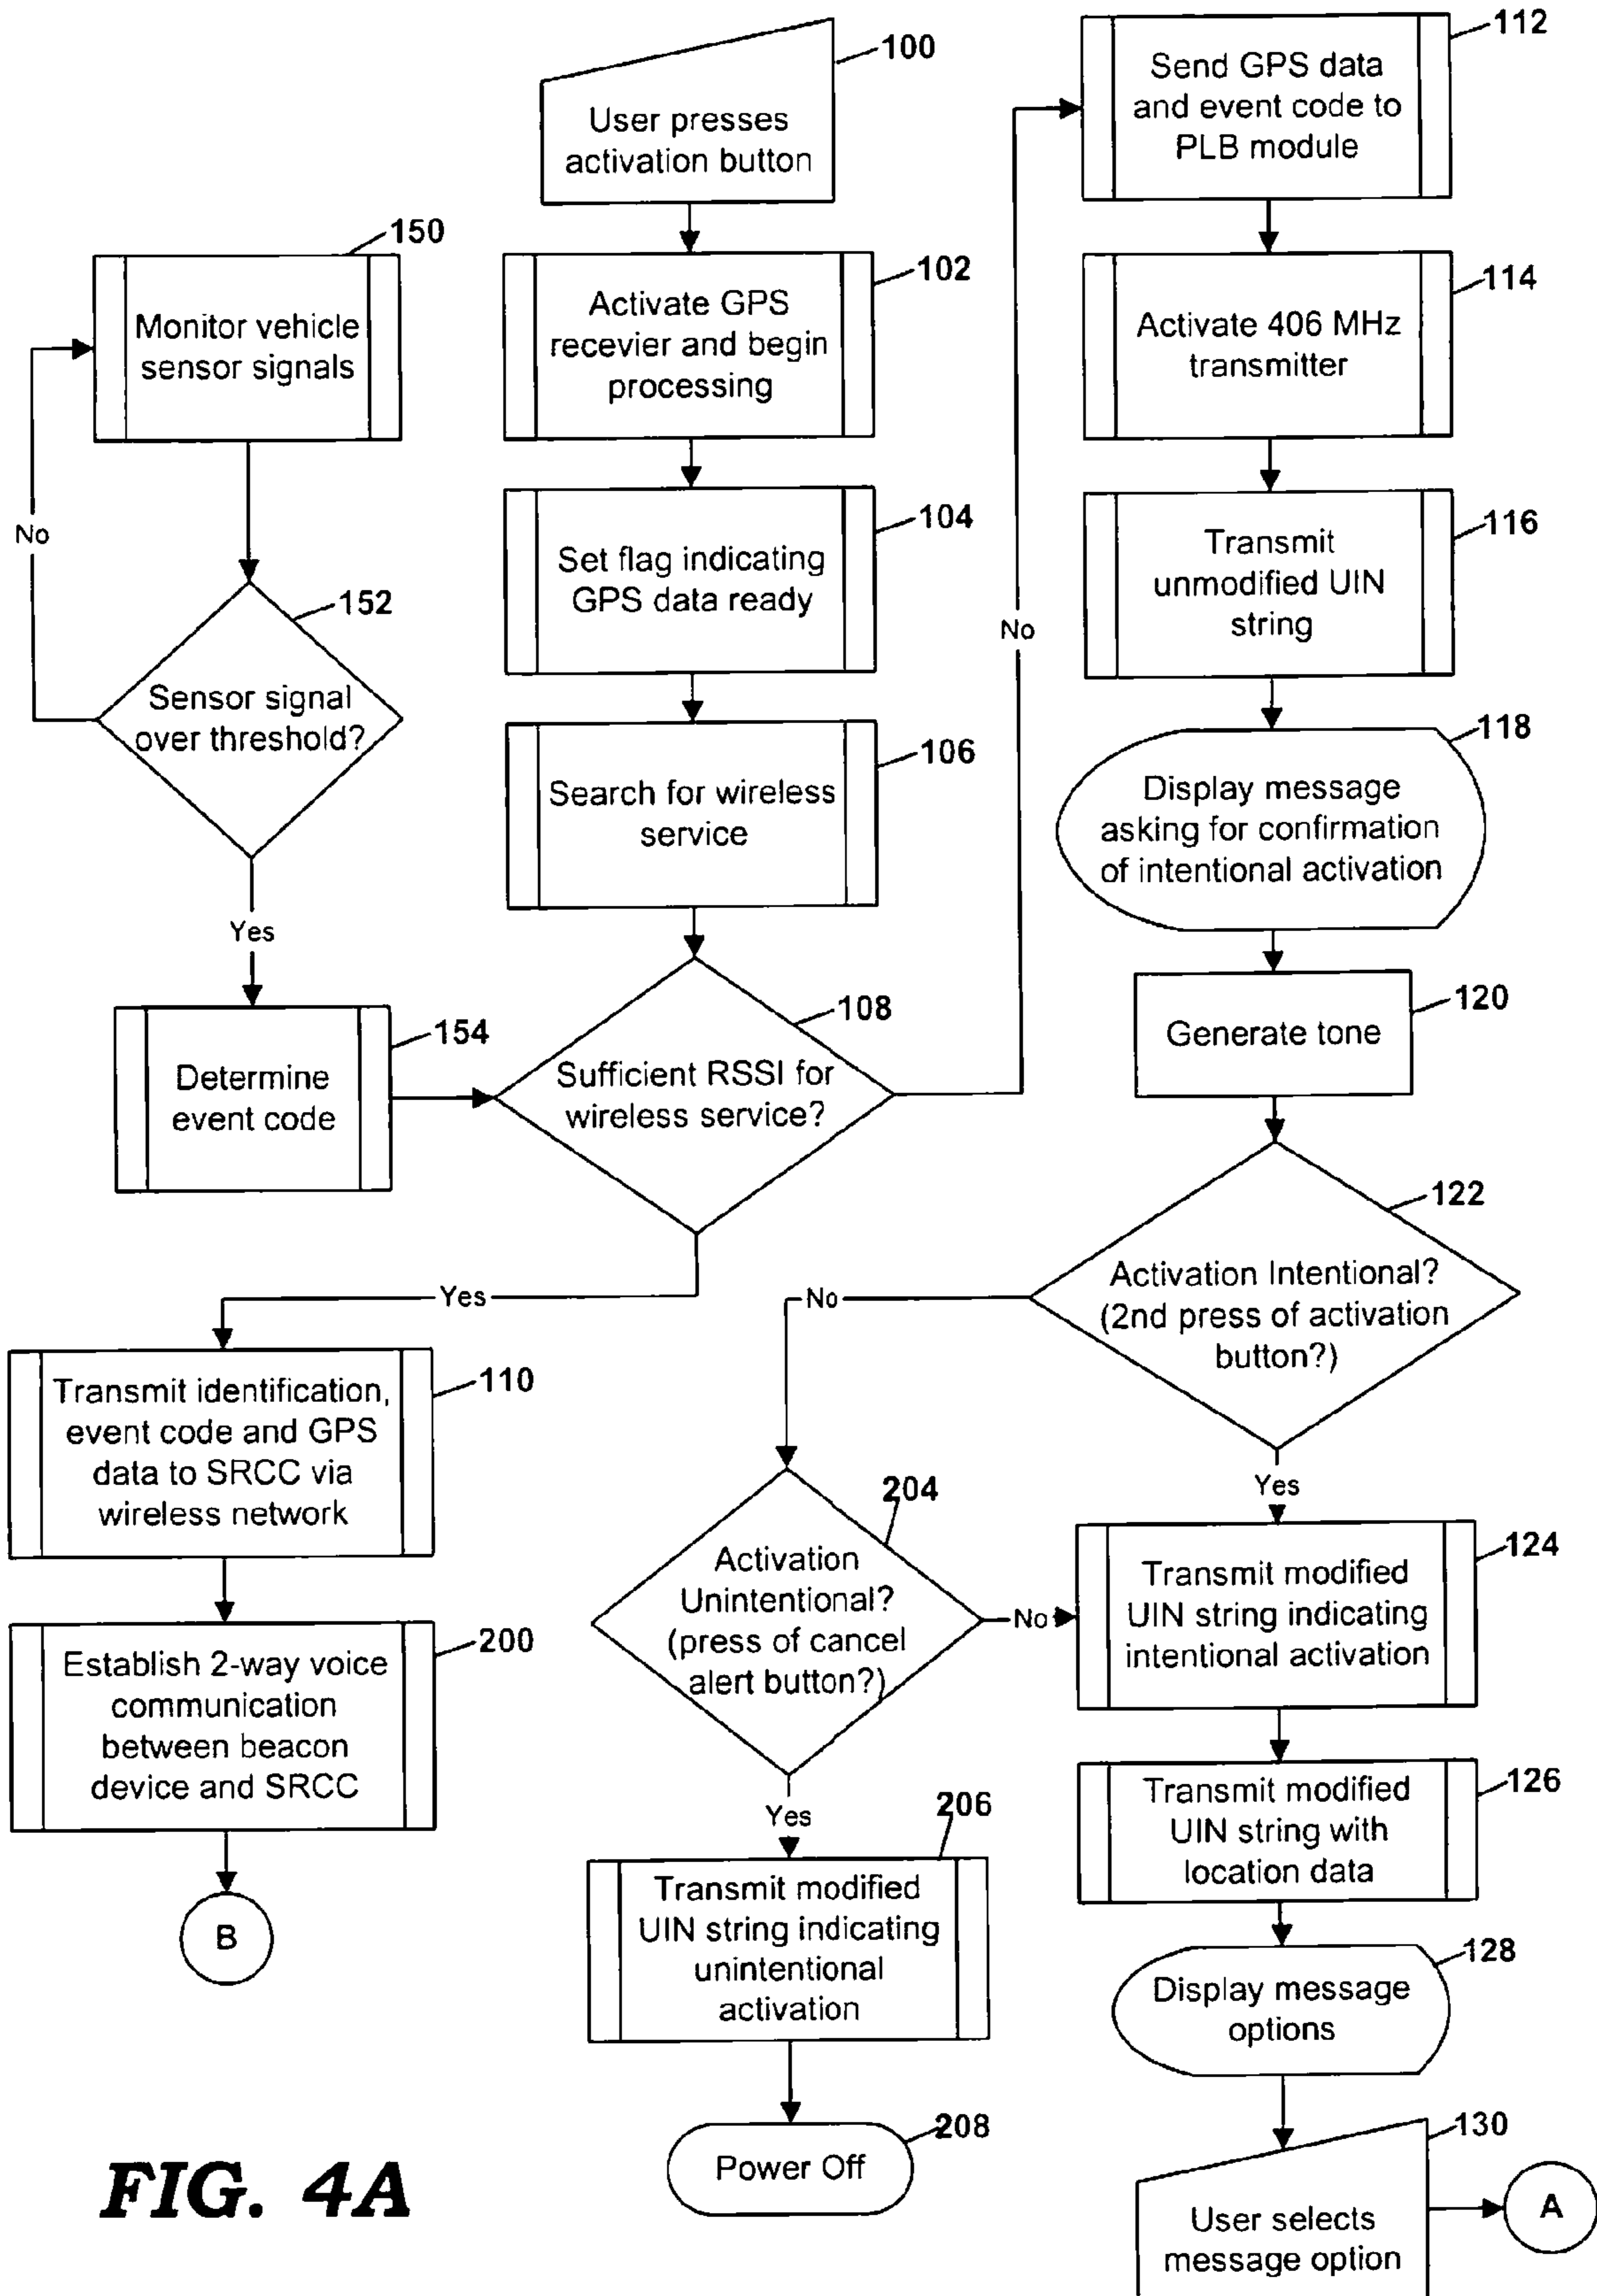 100
User presses
activation button
102
Activate GPS
recevier and begin
processing
104
Set flag indicating
GPS data ready
106
Search for wireless
service
108
Sufficient RSSI for
wireless service?
No
Yes
150
Monitor vehicle
sensor signals
No
152
Sensor signal
over threshold?
Yes
154
Determine
event code
110
Transmit identification,
event code and GPS
data to SRCC via
wireless network
200
Establish 2-way voice
communication
between beacon
device and SRCC
B
112
Send GPS data
and event code to
PLB module
114
Activate 406 MHz
transmitter
116
Transmit
unmodified UIN
string
118
Display message
asking for confirmation
of intentional activation
120
Generate tone
122
Activation Intentional?
(2nd press of activation
button?)
No
Yes
204
Activation
Unintentional?
(press of cancel
alert button?)
No
Yes
206
Transmit modified
UIN string indicating
unintentional
activation
208
Power Off
124
Transmit modified
UIN string indicating
intentional activation
126
Transmit modified
UIN string with
location data
128
Display message
options
130
User selects
message option
A
FIG. 4A